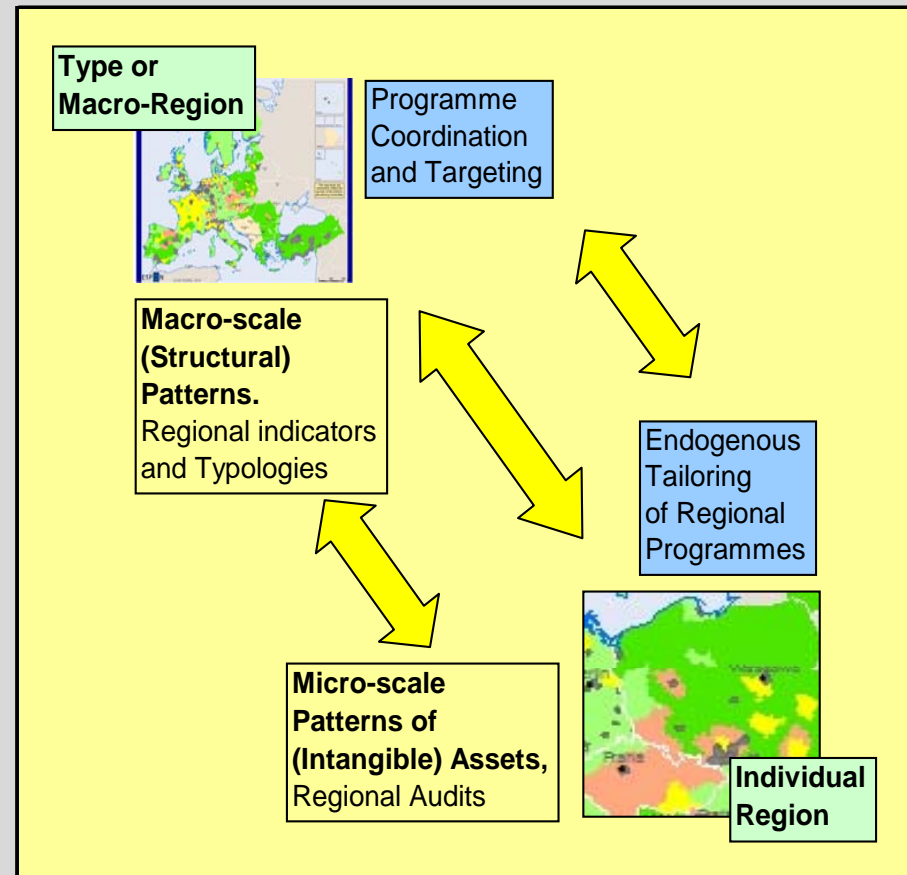 Type or
Macro-Region
Programme
Coordination
and Targeting
Macro-scale
(Structural)
Patterns.
Regional indicators
and Typologies
Endogenous
Tailoring
of Regional
Programmes
Micro-scale
Patterns of
(Intangible) Assets,
Regional Audits
Individual
Region